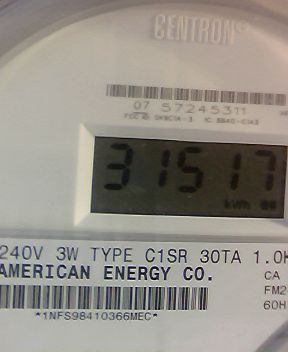 CENTRON®
07 57245311
31517
kWh
240V 3W TYPE C1SR 30TA 1.0K
AMERICAN ENERGY CO.
CA
FM2
60H
*1NFS98410366MEC*